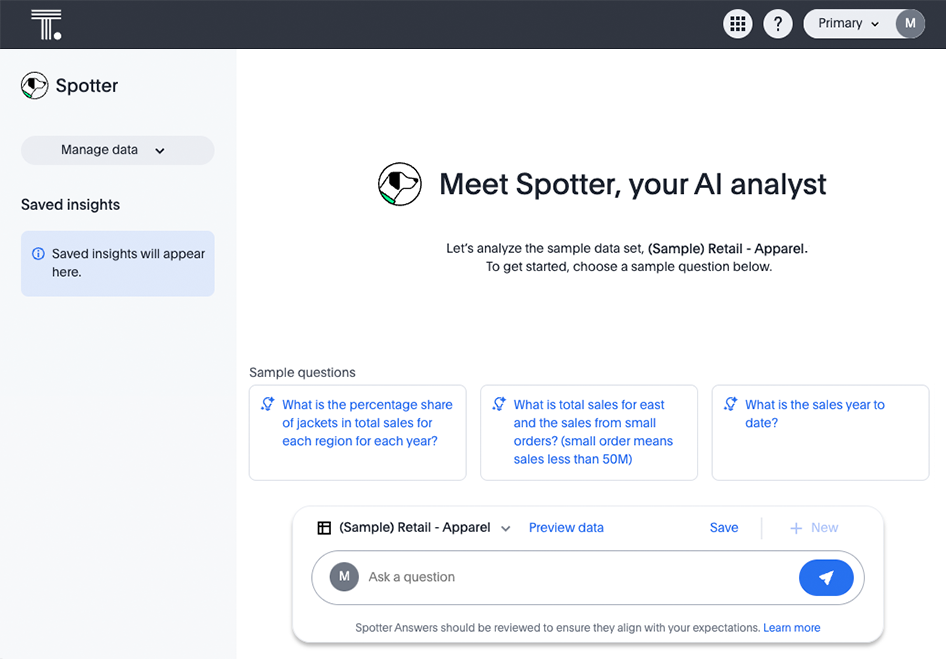 T.
?
Primary
M
Spotter
Manage data
Saved insights
Saved insights will appear
here.
Meet Spotter, your AI analyst
Let's analyze the sample data set, (Sample) Retail - Apparel.
To get started, choose a sample question below.
Sample questions
What is the percentage share
of jackets in total sales for
each region for each year?
What is total sales for east
and the sales from small
orders? (small order means
sales less than 50M)
What is the sales year to
date?
(Sample) Retail - Apparel
Preview data
Save
+ New
M
Ask a question
Spotter Answers should be reviewed to ensure they align with your expectations. Learn more